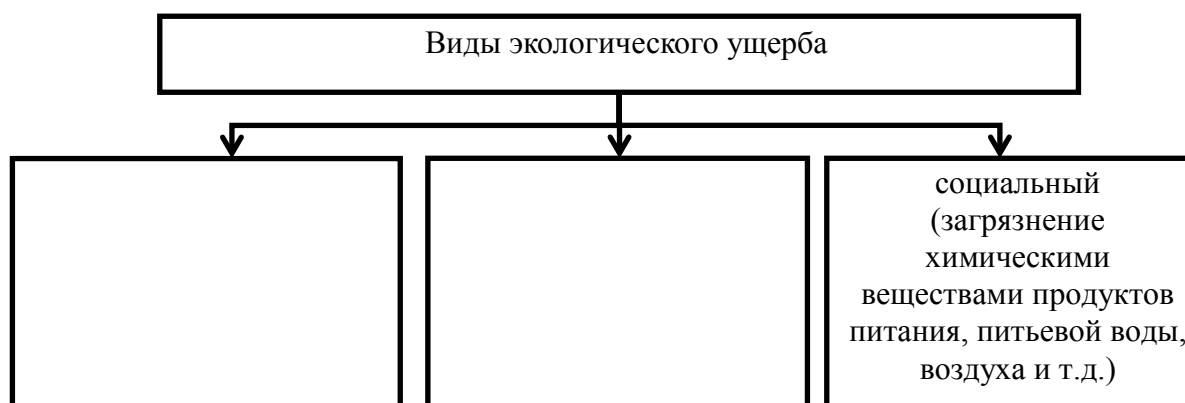 Виды экологического ущерба
социальный
(загрязнение
химическими
веществами продуктов
питания, питьевой воды,
воздуха и т.д.)